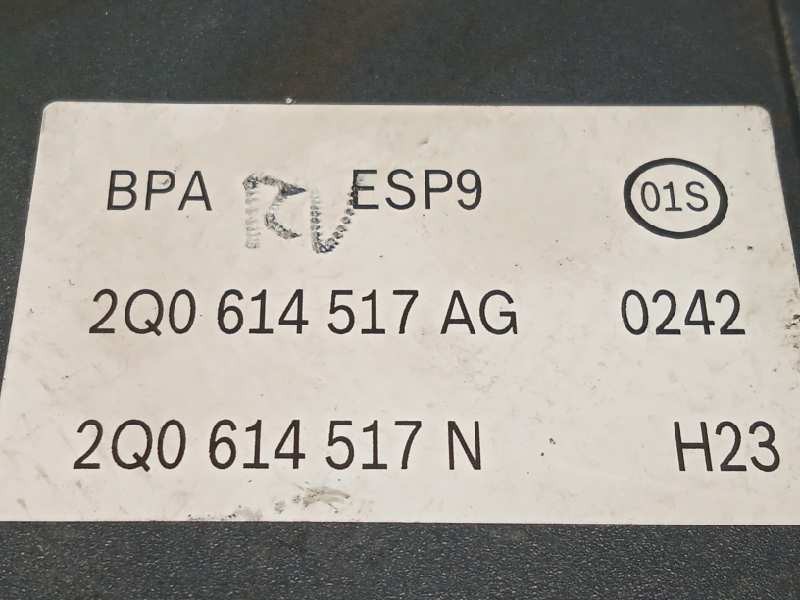 BPA RV ESP9 01S
2Q0 614 517 AG 0242
2Q0 614 517 N H23